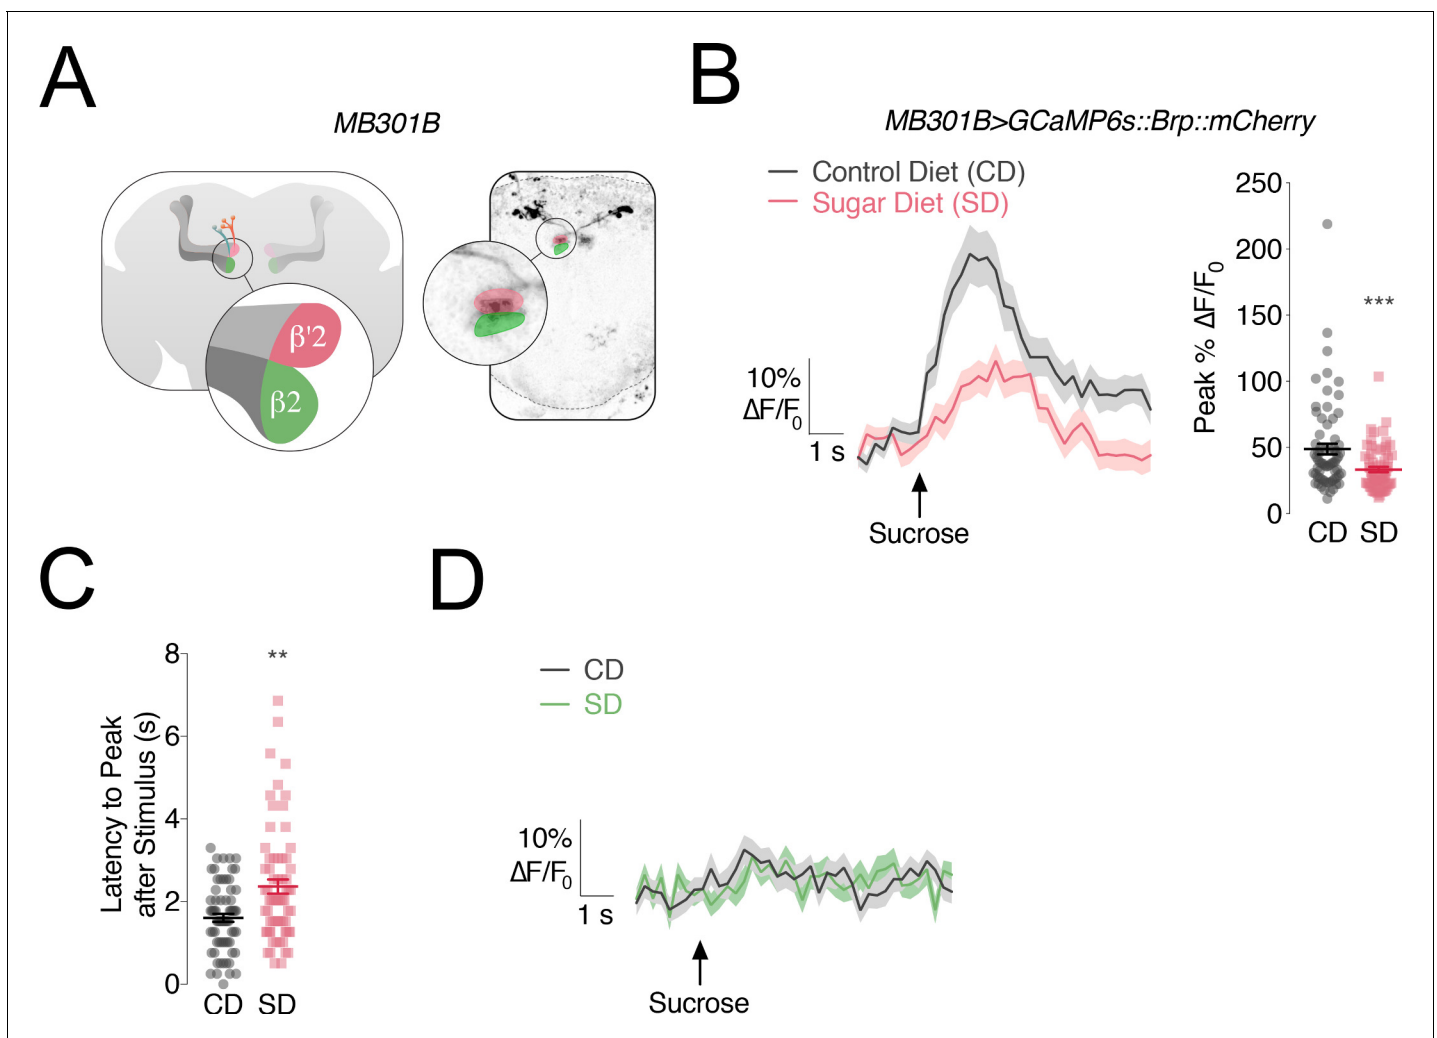 A
MB301B
β'2
β2
B
MB301B>GCaMP6s::Brp::mCherry
Control Diet (CD)
Sugar Diet (SD)
10%
ΔF/F0
1 s
Sucrose
Peak % ΔF/F0
250
200
150
100
50
0
***
CD SD
C
Latency to Peak
after Stimulus (s)
8
6
4
2
0
**
CD SD
D
CD
SD
10%
ΔF/F0
1 s
Sucrose